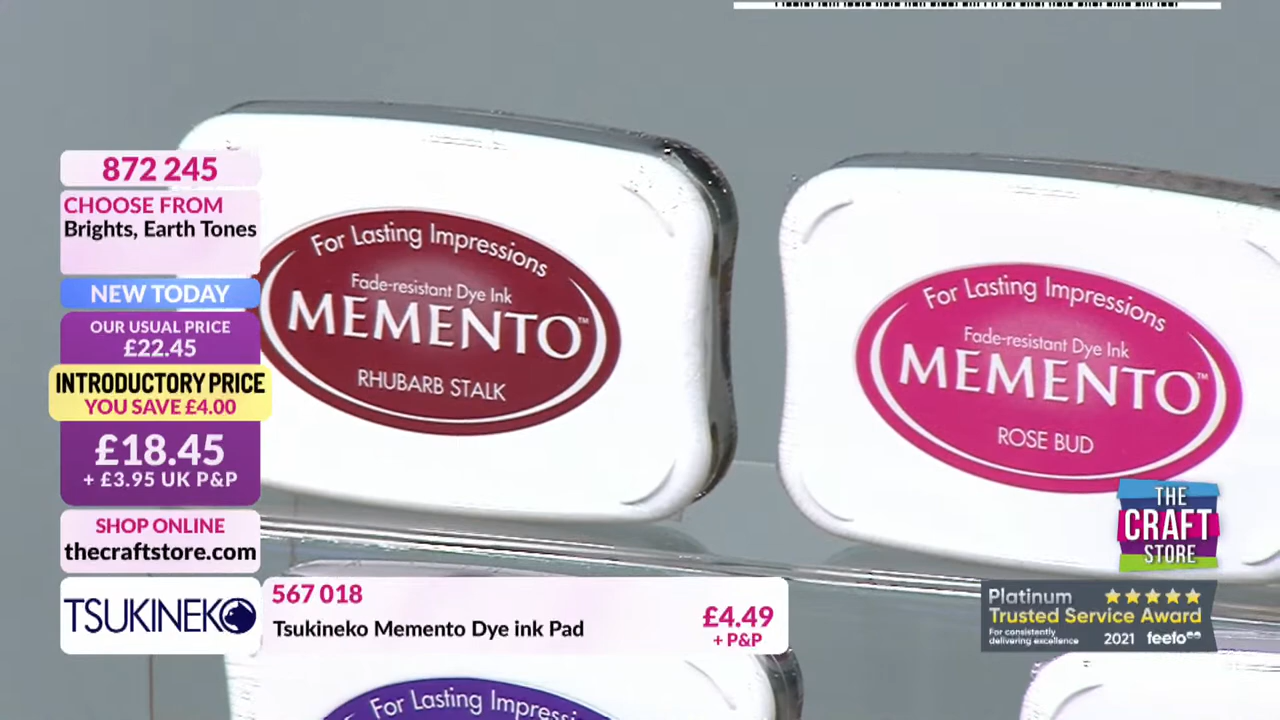 872 245
CHOOSE FROM
Brights, Earth Tones
NEW TODAY
OUR USUAL PRICE
£22.45
INTRODUCTORY PRICE
YOU SAVE £4.00
£18.45
+ £3.95 UK P&P
SHOP ONLINE
thecraftstore.com
TSUKINEKO
567 018
Tsukineko Memento Dye ink Pad
£4.49
+ P&P
For Lasting Impressions
Fade-resistant Dye Ink
MEMENTO™
RHUBARB STALK
For Lasting Impressions
Fade-resistant Dye Ink
MEMENTO™
ROSE BUD
THE
CRAFT
STORE
Platinum
Trusted Service Award
For consistently
delivering excellence
2021 feefo
For Lasting